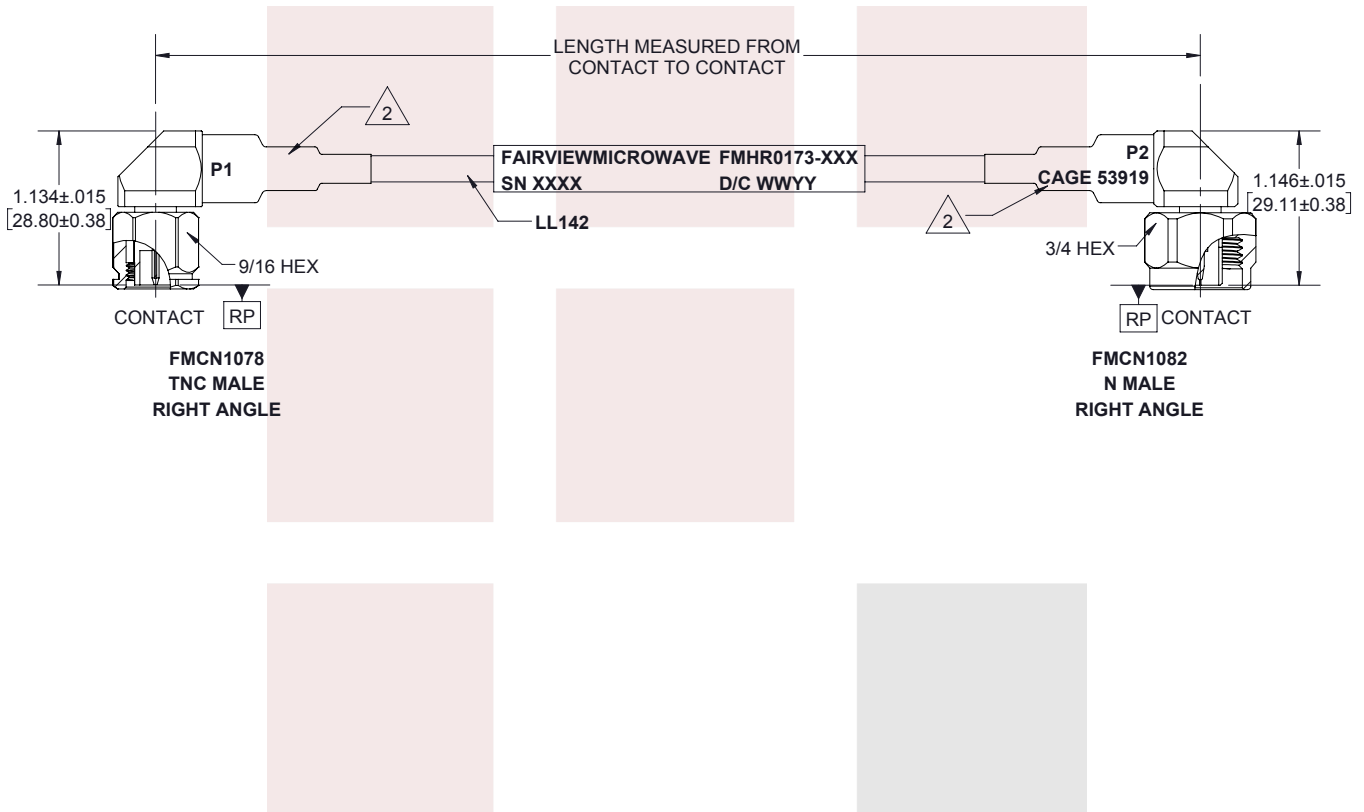 LENGTH MEASURED FROM
CONTACT TO CONTACT
2
P1
FAIRVIEWMICROWAVE FMHR0173-XXX
SN XXXX D/C WWYY
P2
CAGE 53919
1.134±.015
[28.80±0.38]
1.146±.015
[29.11±0.38]
LL142
2
9/16 HEX
3/4 HEX
CONTACT RP
RP CONTACT
FMCN1078
TNC MALE
RIGHT ANGLE
FMCN1082
N MALE
RIGHT ANGLE